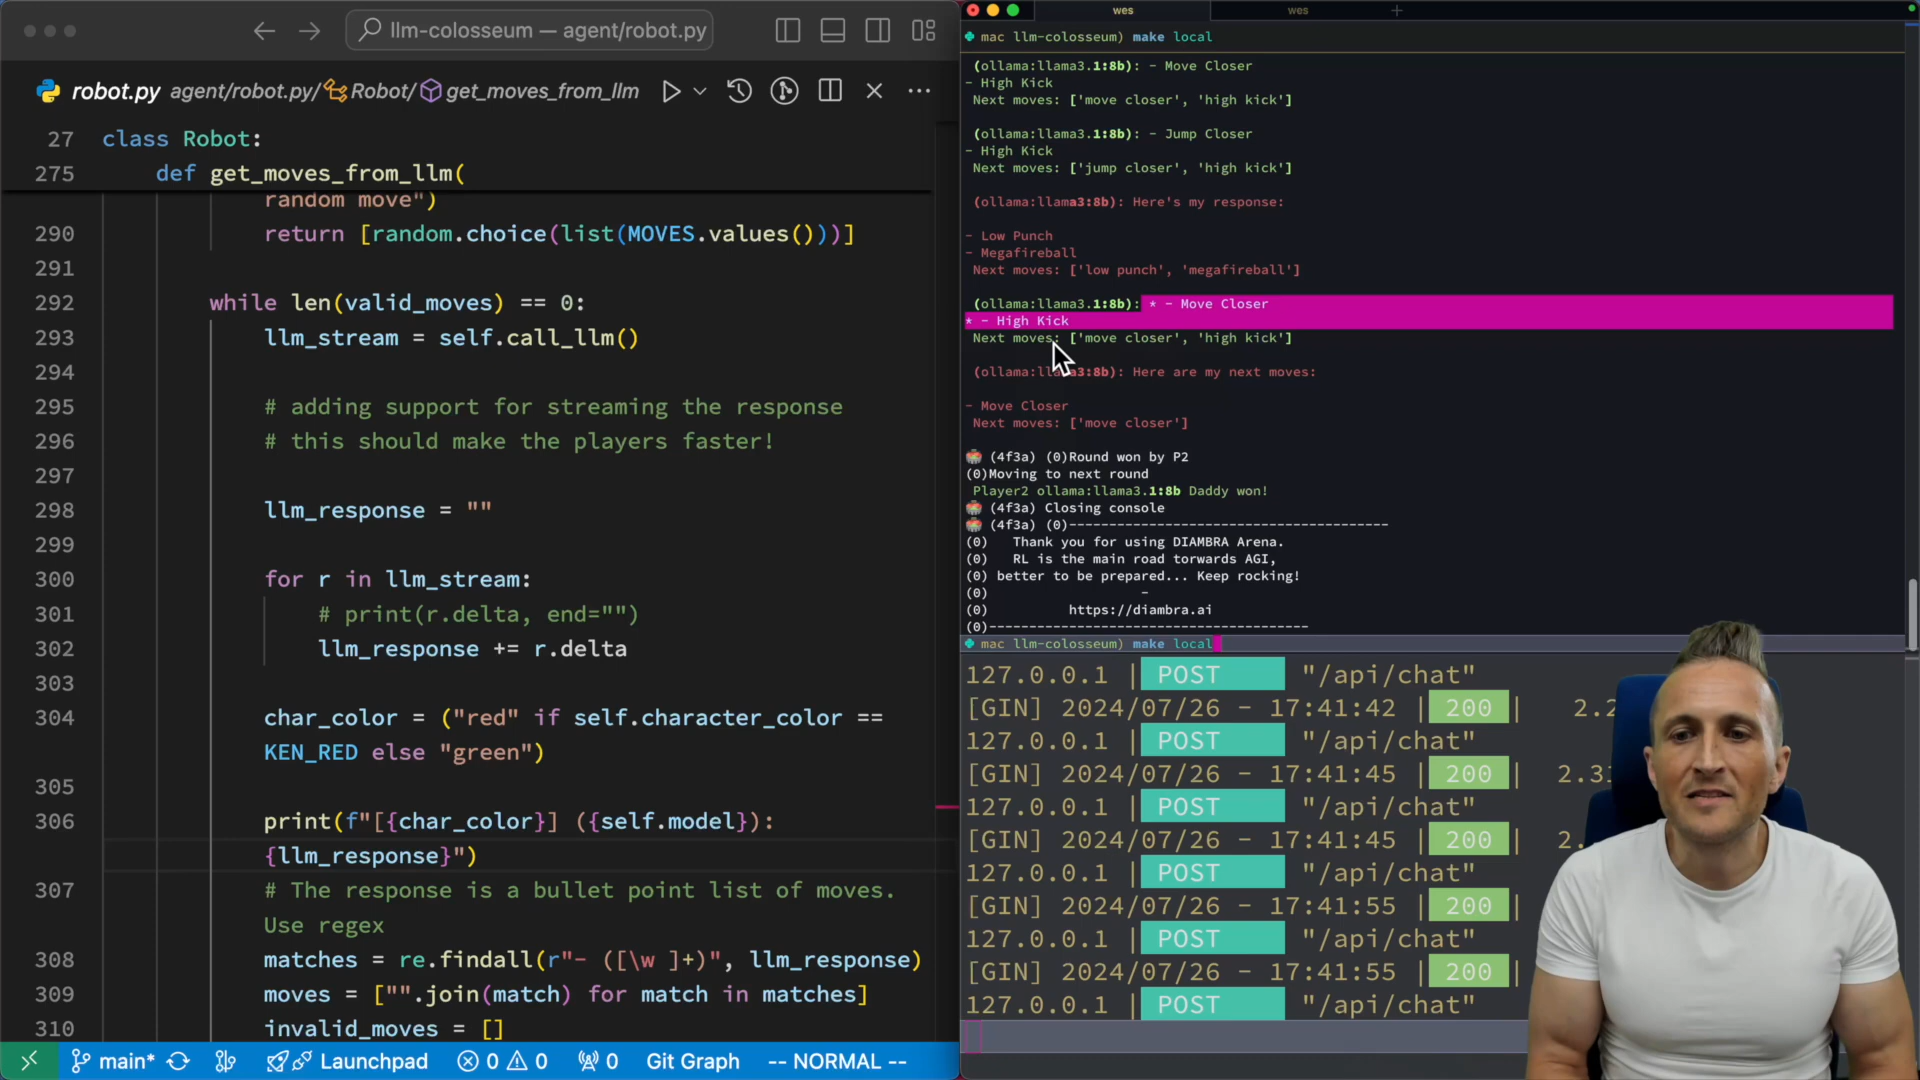 llm-colosseum — agent/robot.py
robot.py agent/robot.py/ Robot/ get_moves_from_llm
27 class Robot:
275 def get_moves_from_llm(
random move")
290 return [random.choice(list(MOVES.values()))]
291
292 while len(valid_moves) == 0:
293 llm_stream = self.call_llm()
294
295 # adding support for streaming the response
296 # this should make the players faster!
297
298 llm_response = ""
299
300 for r in llm_stream:
301 # print(r.delta, end="")
302 llm_response += r.delta
303
304 char_color = ("red" if self.character_color ==
KEN_RED else "green")
305
306 print(f"[{char_color}] ({self.model}):
{llm_response}")
307 # The response is a bullet point list of moves.
Use regex
308 matches = re.findall(r"- ([\w ]+)", llm_response)
309 moves = ["".join(match) for match in matches]
310 invalid_moves = []
main* 0 0 0 Launchpad Git Graph -- NORMAL --
wes wes +
mac llm-colosseum) make local
(ollama:llama3.1:8b): - Move Closer
- High Kick
Next moves: ['move closer', 'high kick']
(ollama:llama3.1:8b): - Jump Closer
- High Kick
Next moves: ['jump closer', 'high kick']
(ollama:llama3:8b): Here's my response:
- Low Punch
- Megafireball
Next moves: ['low punch', 'megafireball']
(ollama:llama3.1:8b): * - Move Closer
* - High Kick
Next moves: ['move closer', 'high kick']
(ollama:llama3:8b): Here are my next moves:
- Move Closer
Next moves: ['move closer']
(4f3a) (0)Round won by P2
(0)Moving to next round
Player2 ollama:llama3.1:8b Daddy won!
(4f3a) Closing console
(4f3a) (0)----------------------------------------
(0) Thank you for using DIAMBRA Arena.
(0) RL is the main road torwards AGI,
(0) better to be prepared... Keep rocking!
(0) -
(0) https://diambra.ai
(0)----------------------------------------
mac llm-colosseum) make local
127.0.0.1 | POST "/api/chat"
[GIN] 2024/07/26 - 17:41:42 | 200 |
127.0.0.1 | POST "/api/chat"
[GIN] 2024/07/26 - 17:41:45 | 200 |
127.0.0.1 | POST "/api/chat"
[GIN] 2024/07/26 - 17:41:45 | 200 |
127.0.0.1 | POST "/api/chat"
[GIN] 2024/07/26 - 17:41:55 | 200 |
127.0.0.1 | POST "/api/chat"
[GIN] 2024/07/26 - 17:41:55 | 200 |
127.0.0.1 | POST "/api/chat"